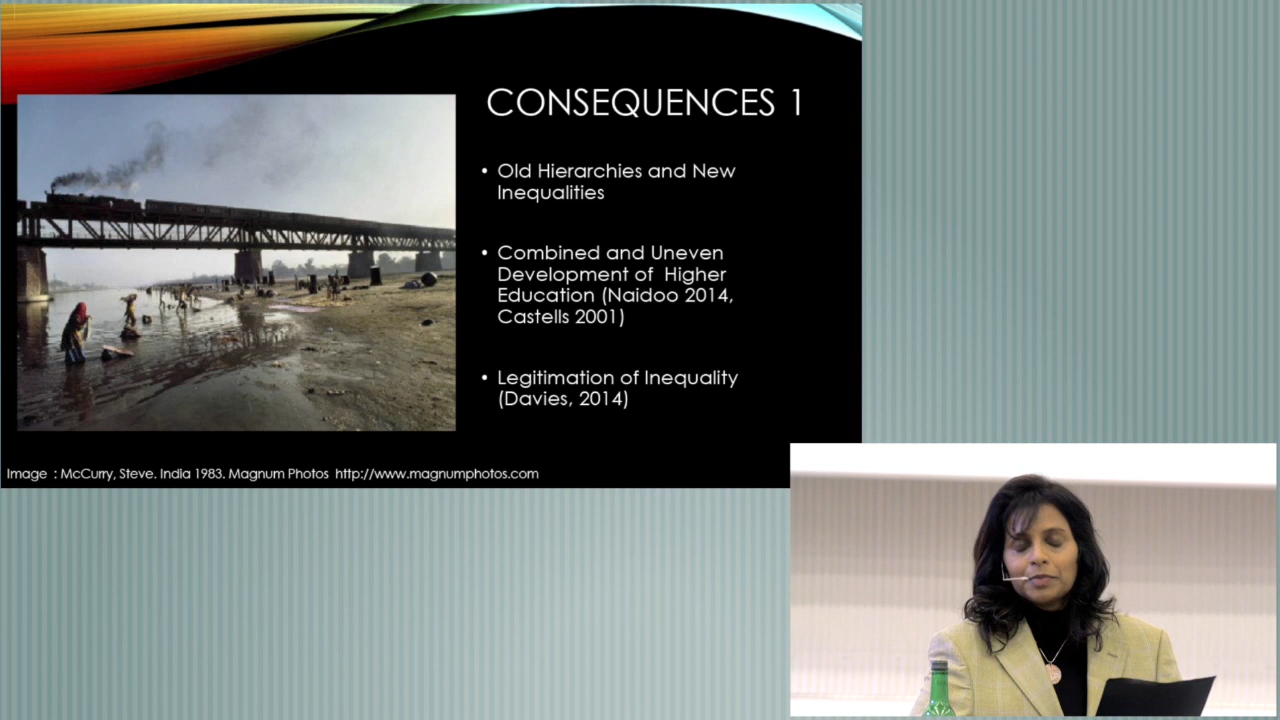 CONSEQUENCES 1
• Old Hierarchies and New
Inequalities
• Combined and Uneven
Development of Higher
Education (Naidoo 2014,
Castells 2001)
• Legitimation of Inequality
(Davies, 2014)
Image : McCurry, Steve. India 1983. Magnum Photos http://www.magnumphotos.com